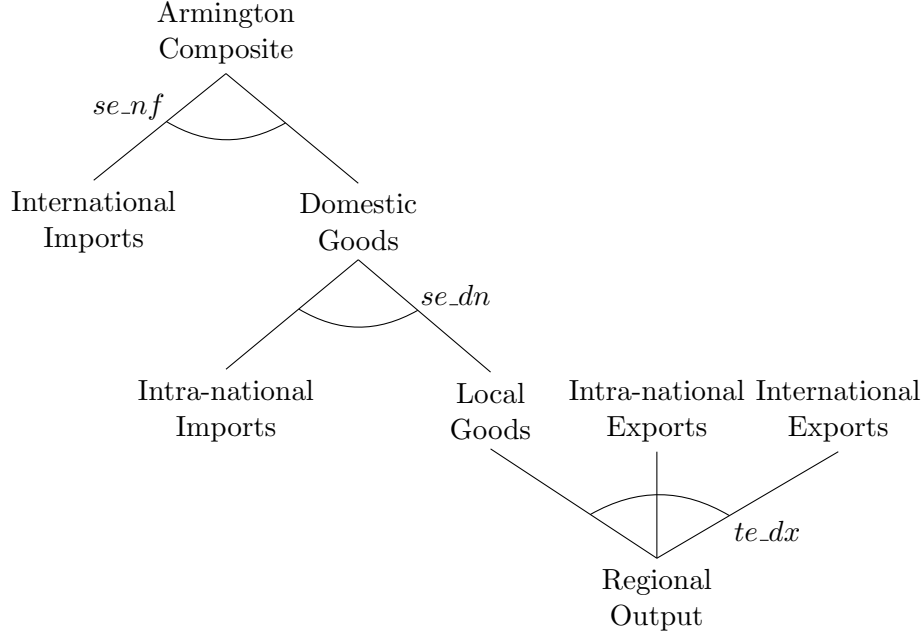 Armington
Composite
se_nf
International
Imports
Domestic
Goods
se_dn
Intra-national
Imports
Local
Goods
Intra-national
Exports
International
Exports
te_dx
Regional
Output